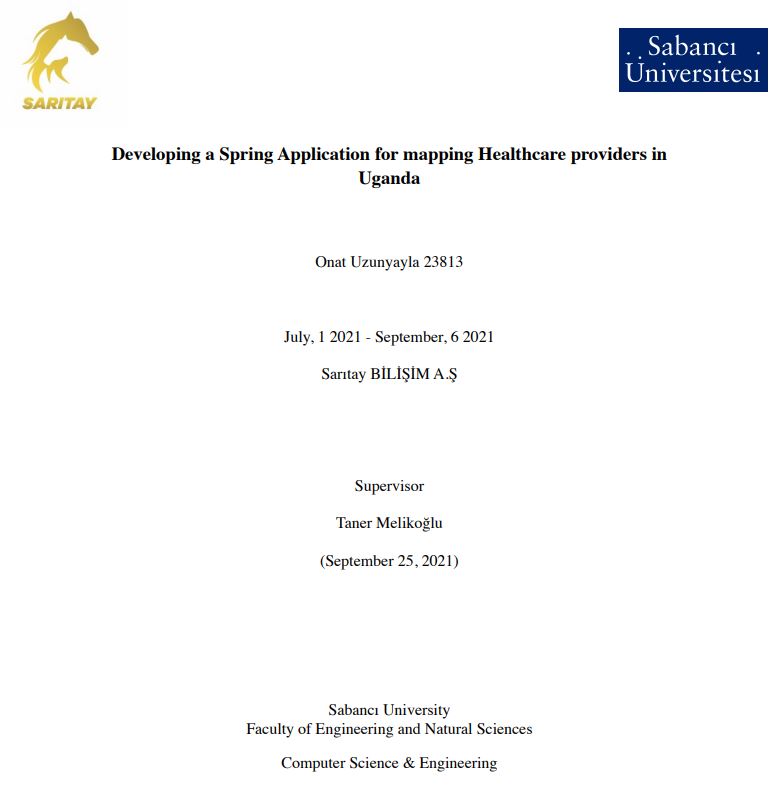 SARITAY
Sabancı
Üniversitesi
Developing a Spring Application for mapping Healthcare providers in
Uganda
Onat Uzunyayla 23813
July, 1 2021 - September, 6 2021
Sarıtay BİLİŞİM A.Ş
Supervisor
Taner Melikoğlu
(September 25, 2021)
Sabancı University
Faculty of Engineering and Natural Sciences
Computer Science & Engineering